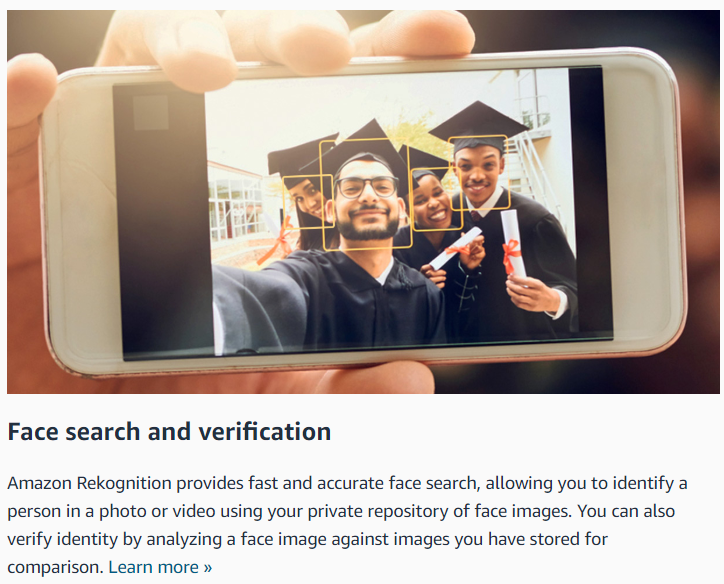 Face search and verification
Amazon Rekognition provides fast and accurate face search, allowing you to identify a
person in a photo or video using your private repository of face images. You can also
verify identity by analyzing a face image against images you have stored for
comparison. Learn more »